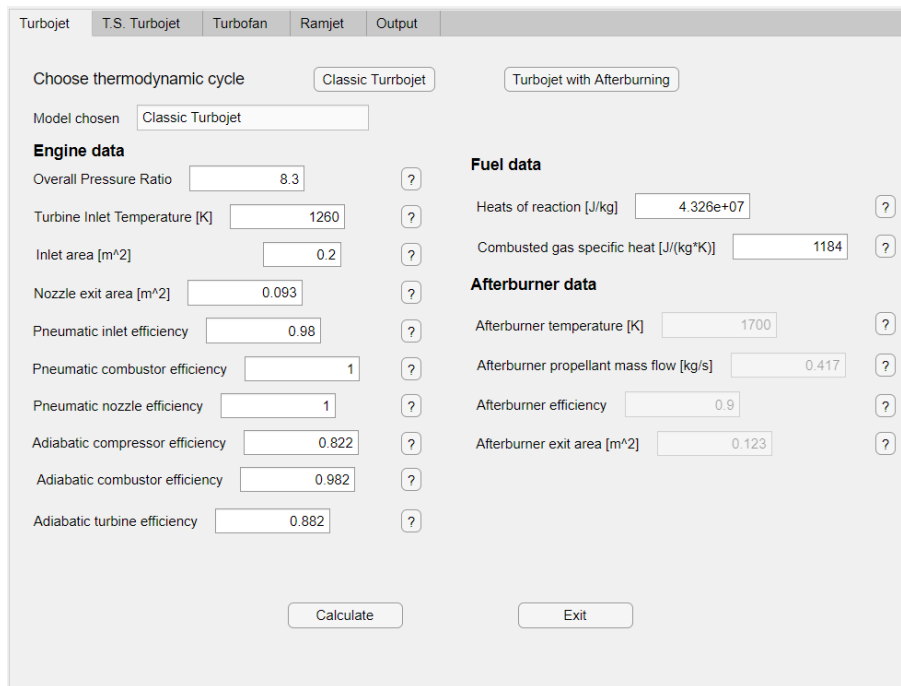 Turbojet T.S. Turbojet Turbofan Ramjet Output
Choose thermodynamic cycle Classic Turrbojet Turbojet with Afterburning
Model chosen Classic Turbojet
Engine data
Overall Pressure Ratio 8.3 ?
Turbine Inlet Temperature [K] 1260 ?
Inlet area [m^2] 0.2 ?
Nozzle exit area [m^2] 0.093 ?
Pneumatic inlet efficiency 0.98 ?
Pneumatic combustor efficiency 1 ?
Pneumatic nozzle efficiency 1 ?
Adiabatic compressor efficiency 0.822 ?
Adiabatic combustor efficiency 0.982 ?
Adiabatic turbine efficiency 0.882 ?
Fuel data
Heats of reaction [J/kg] 4.326e+07 ?
Combusted gas specific heat [J/(kg*K)] 1184 ?
Afterburner data
Afterburner temperature [K] 1700 ?
Afterburner propellant mass flow [kg/s] 0.417 ?
Afterburner efficiency 0.9 ?
Afterburner exit area [m^2] 0.123 ?
Calculate Exit